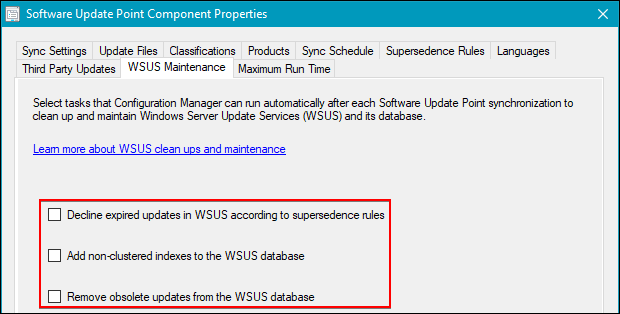 Software Update Point Component Properties
Sync Settings Update Files Classifications Products Sync Schedule Supersedence Rules Languages
Third Party Updates WSUS Maintenance Maximum Run Time
Select tasks that Configuration Manager can run automatically after each Software Update Point synchronization to
clean up and maintain Windows Server Update Services (WSUS) and its database.
Learn more about WSUS clean ups and maintenance
Decline expired updates in WSUS according to supersedence rules
Add non-clustered indexes to the WSUS database
Remove obsolete updates from the WSUS database